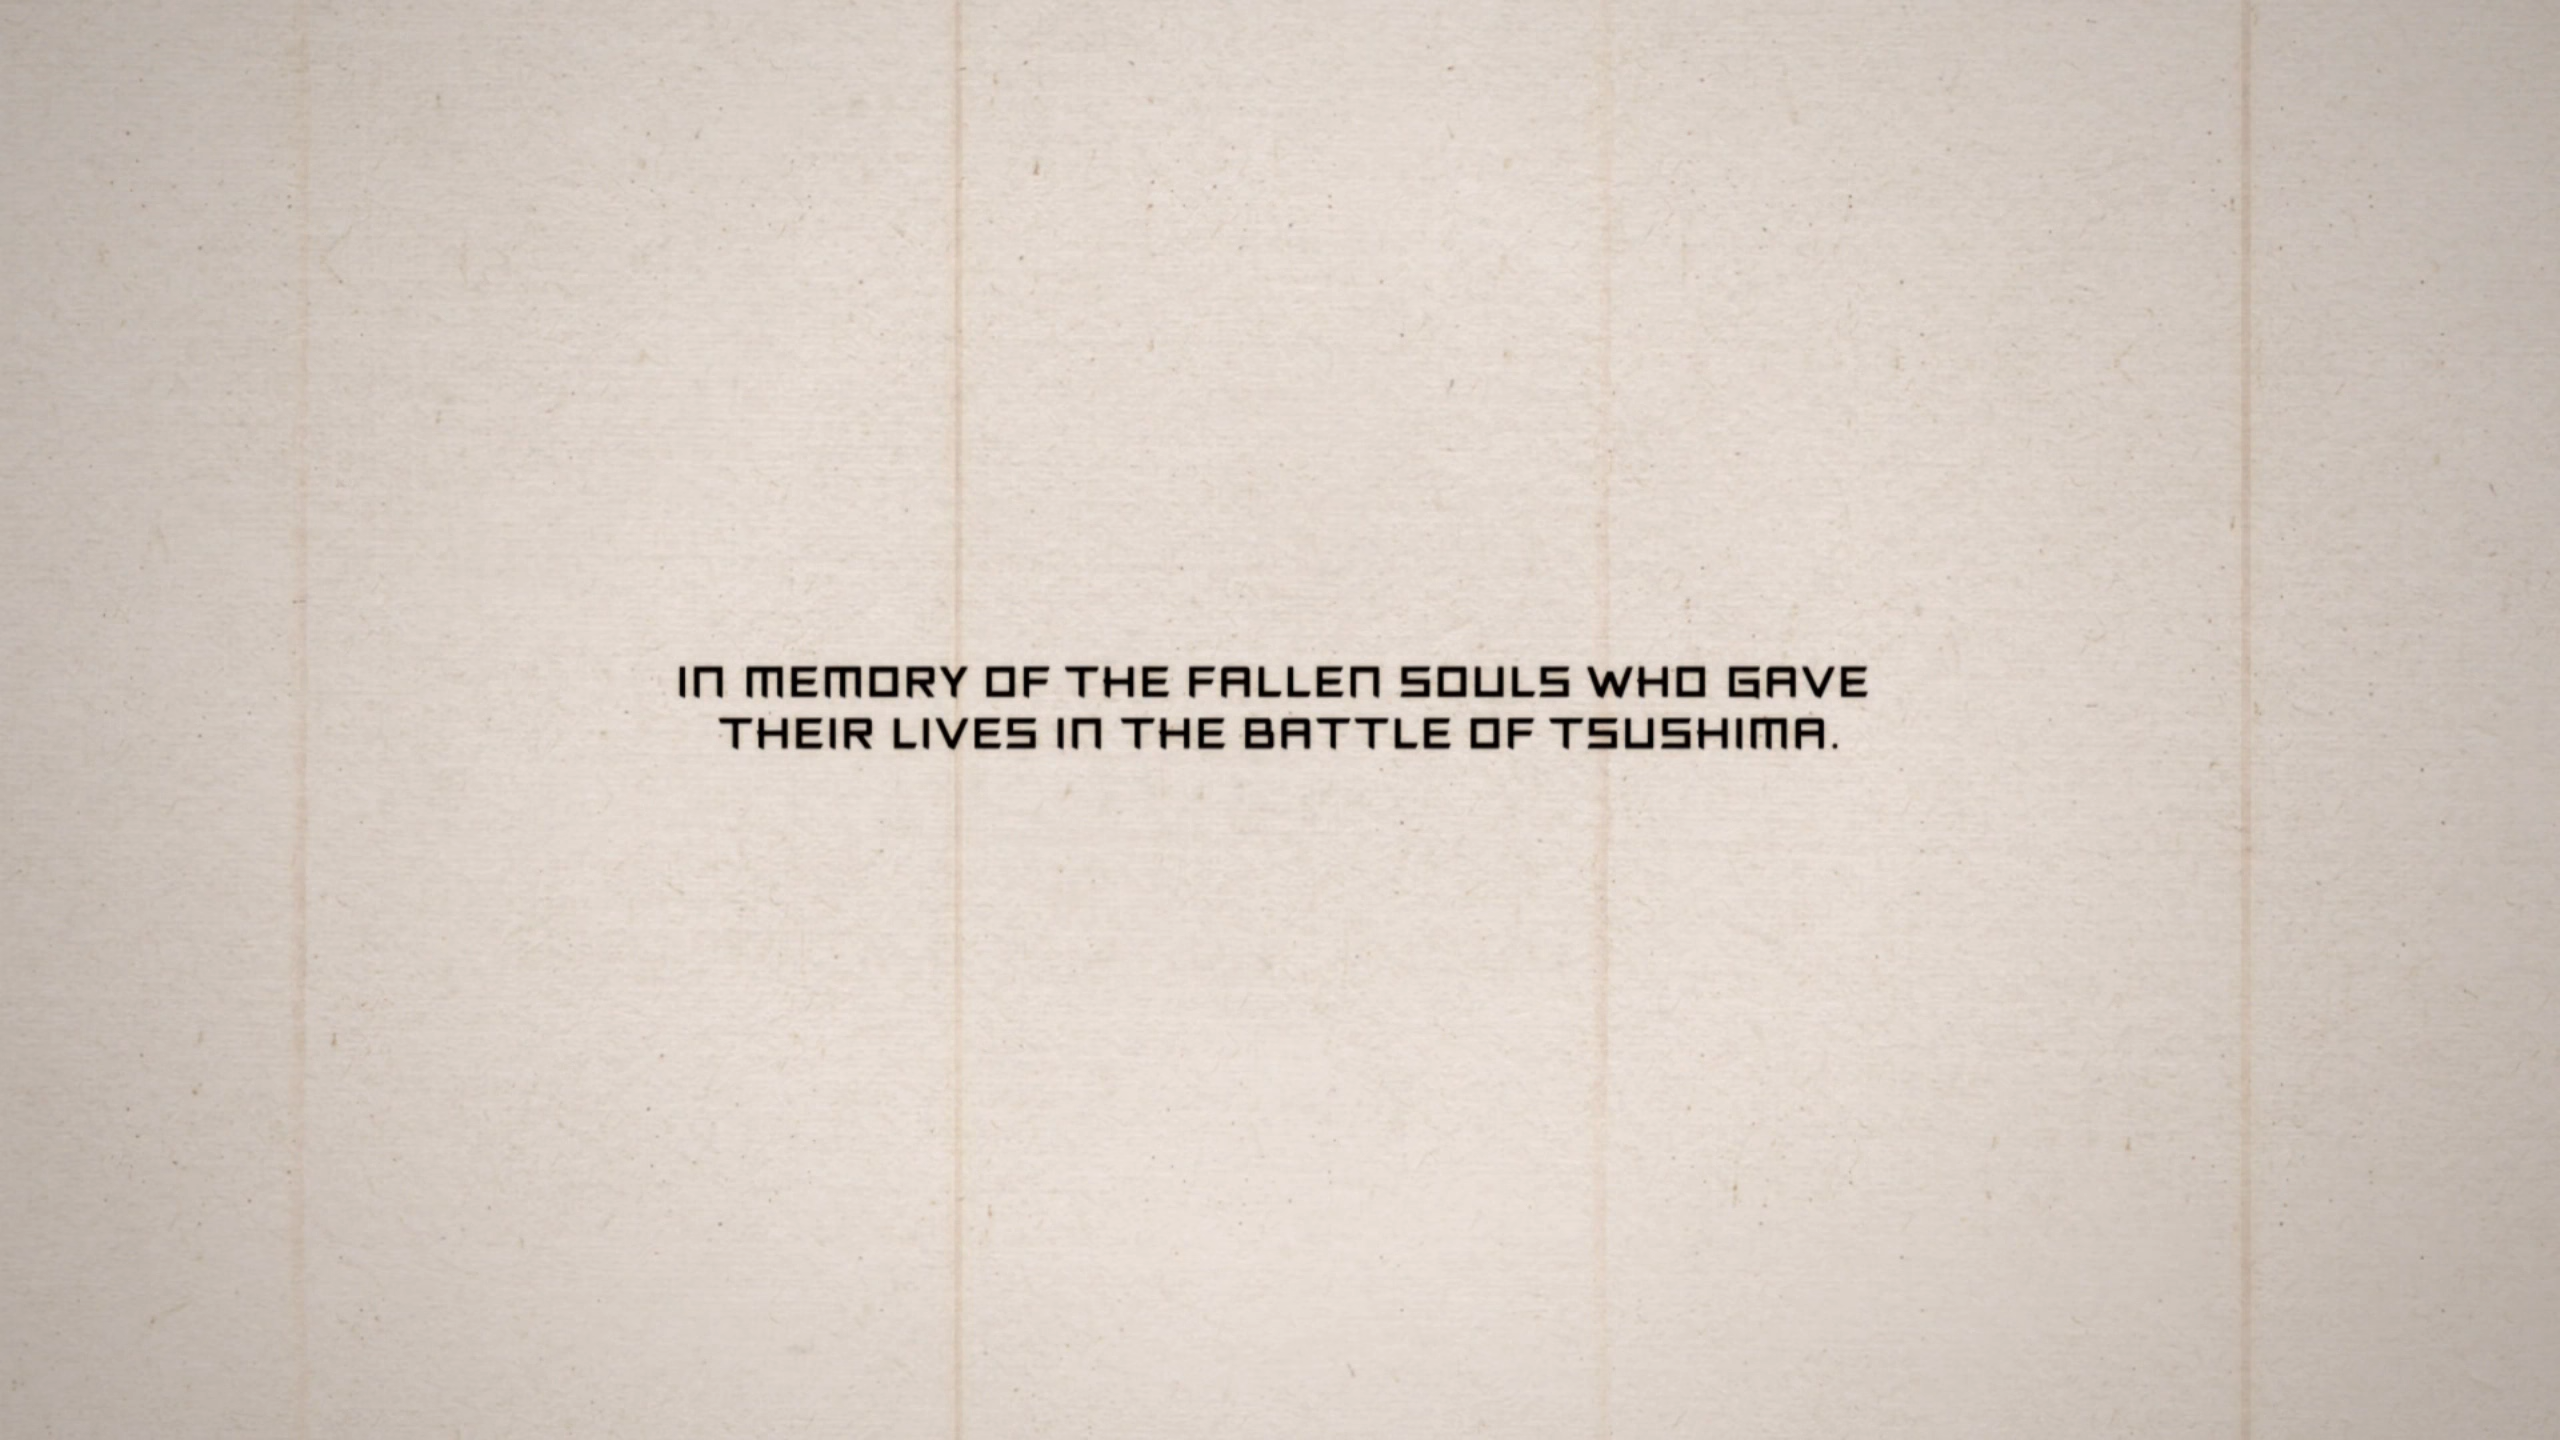 IN MEMORY OF THE FALLEN SOULS WHO GAVE
THEIR LIVES IN THE BATTLE OF TSUSHIMA.